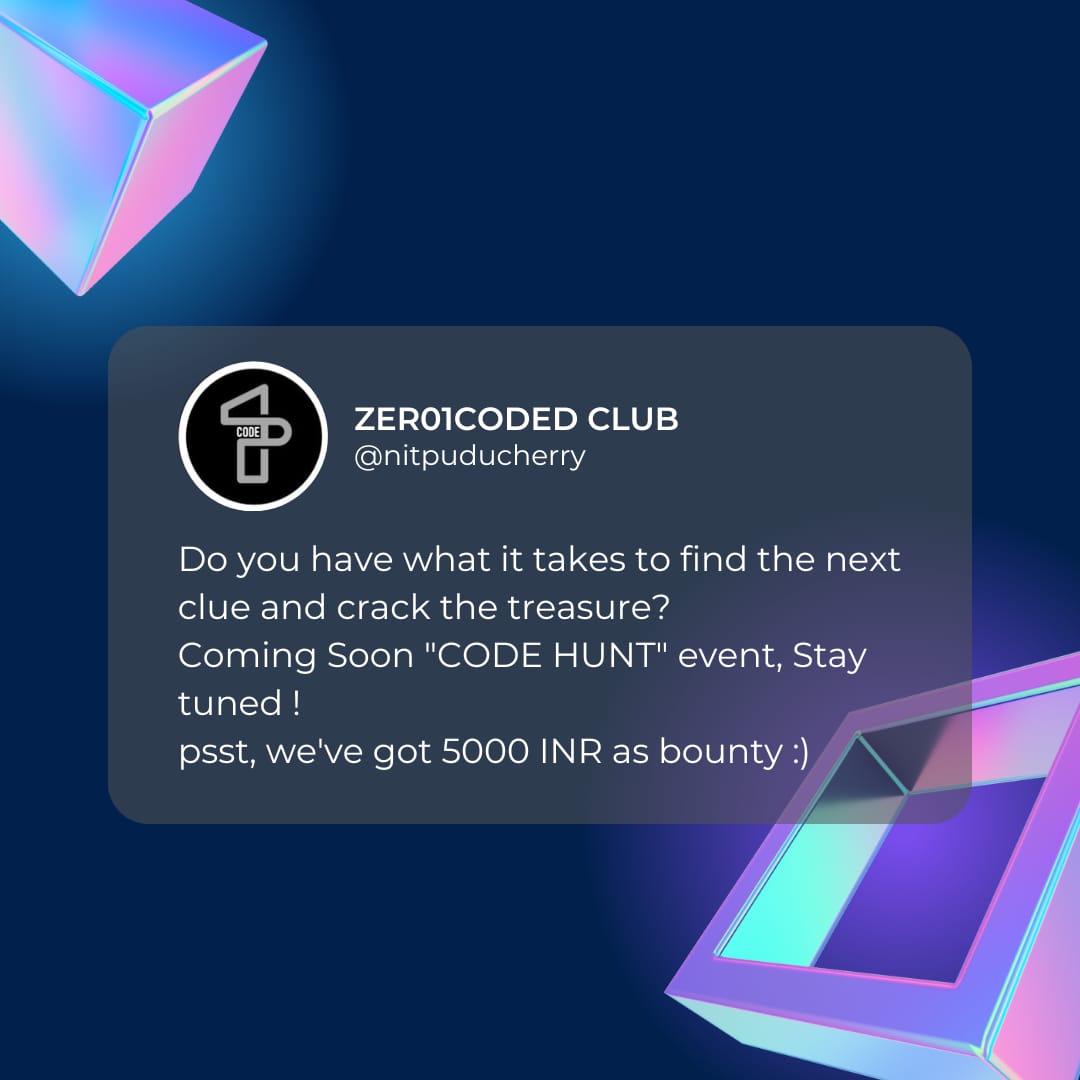 CODE
ZER01CODED CLUB
@nitpuducherry
Do you have what it takes to find the next
clue and crack the treasure?
Coming Soon "CODE HUNT" event, Stay
tuned !
psst, we've got 5000 INR as bounty :)